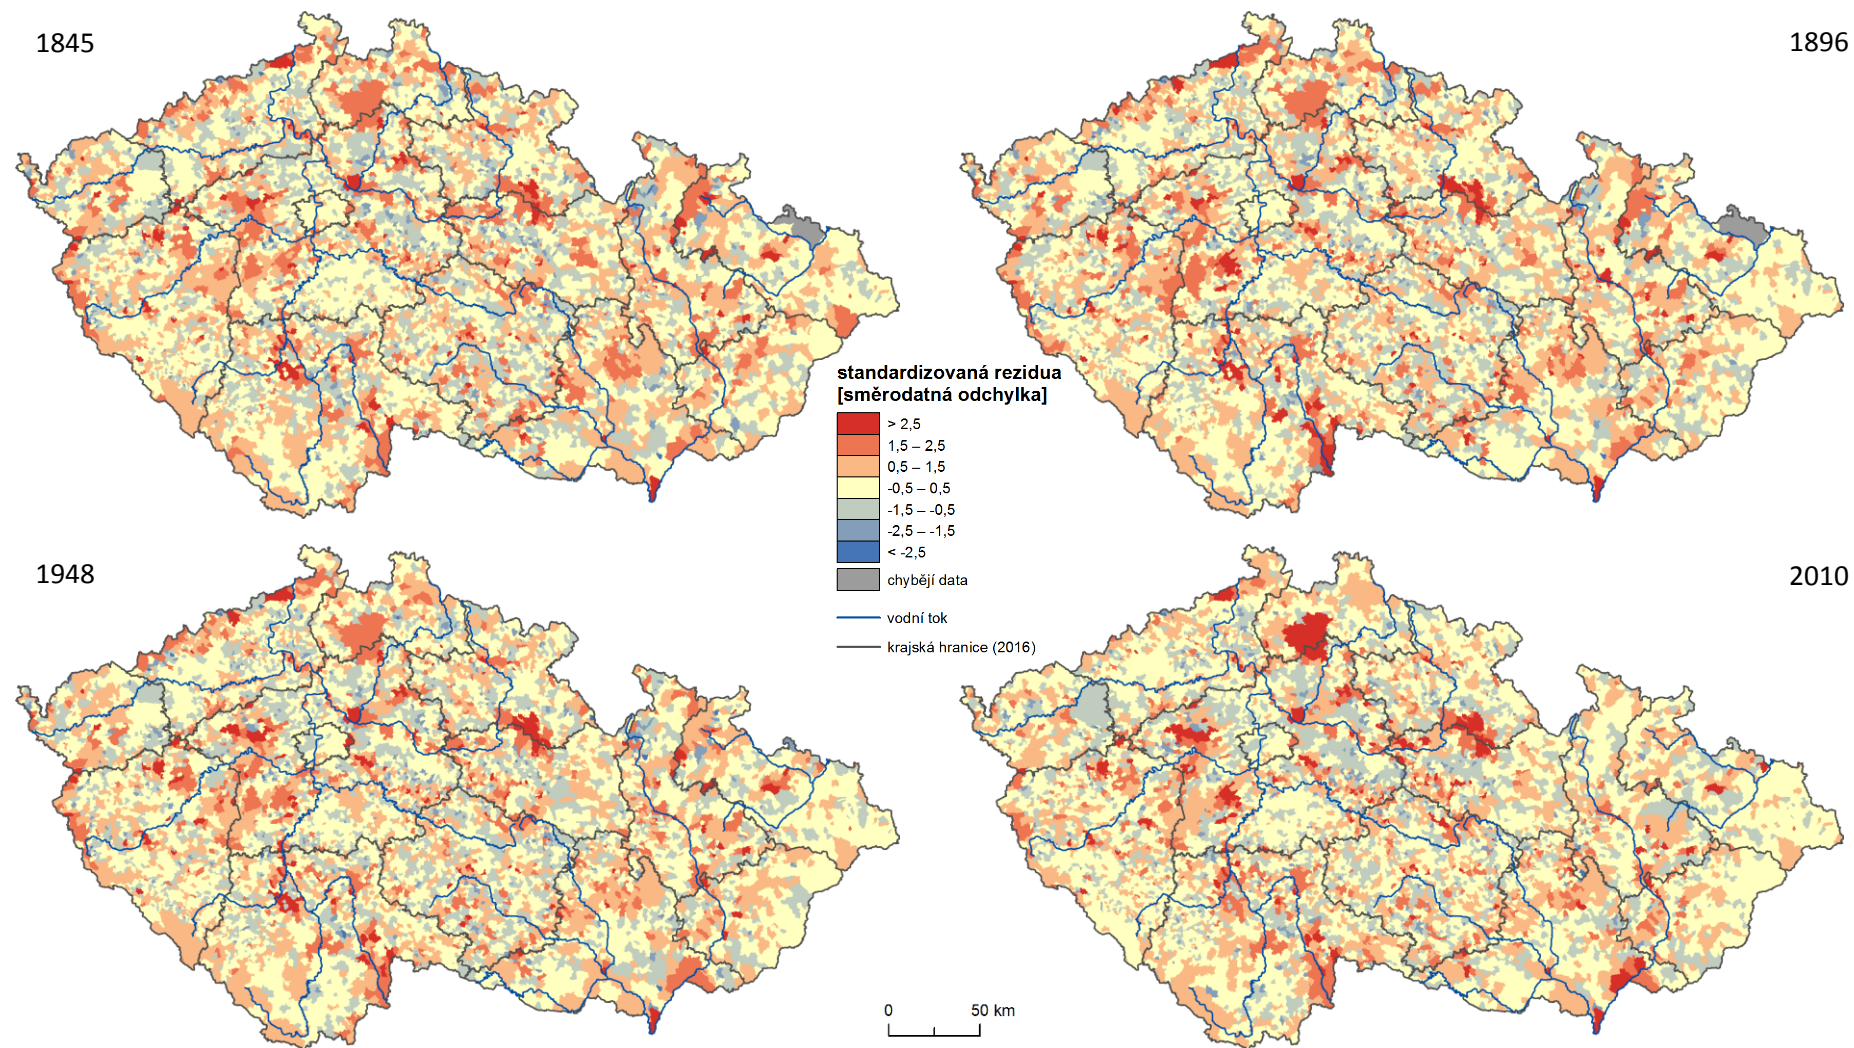 1845
1896
standardizovaná rezidua
[směrodatná odchylka]
> 2,5
1,5 – 2,5
0,5 – 1,5
-0,5 – 0,5
-1,5 – -0,5
-2,5 – -1,5
< -2,5
chybějí data
vodní tok
krajská hranice (2016)
1948
2010
0 50 km